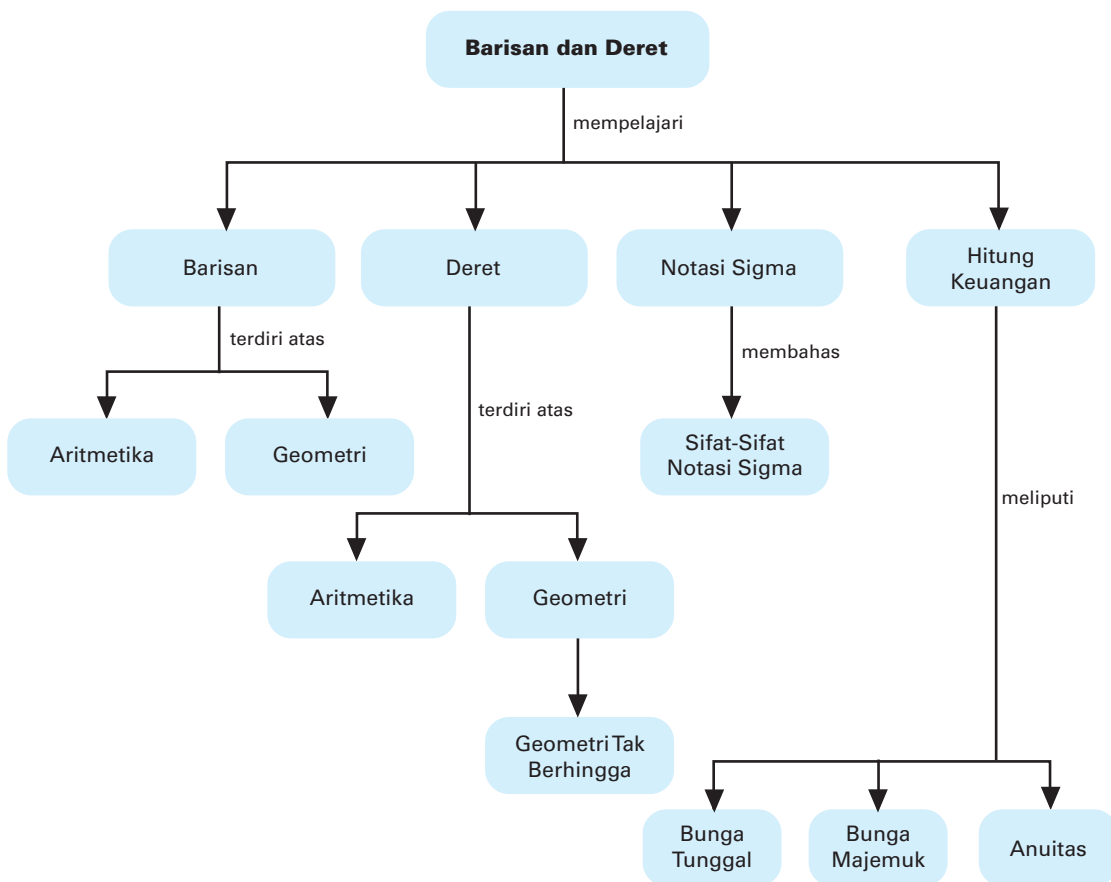 Barisan dan Deret
mempelajari
Barisan
Deret
Notasi Sigma
Hitung
Keuangan
terdiri atas
membahas
Aritmetika
Geometri
terdiri atas
Sifat-Sifat
Notasi Sigma
meliputi
Aritmetika
Geometri
Geometri Tak
Berhingga
Bunga
Tunggal
Bunga
Majemuk
Anuitas